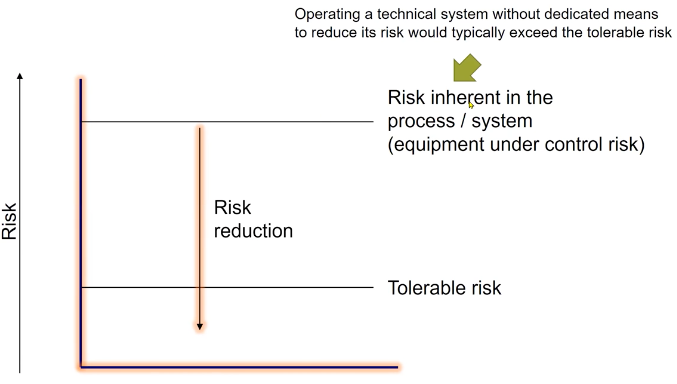 Operating a technical system without dedicated means
to reduce its risk would typically exceed the tolerable risk
Risk inherent in the
process / system
(equipment under control risk)
Risk
Risk
reduction
Tolerable risk